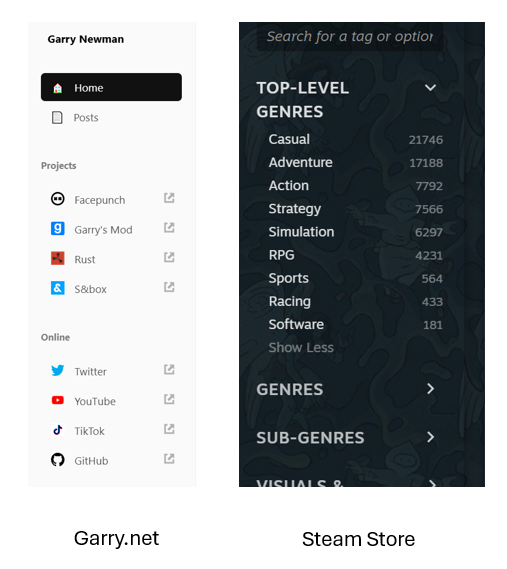 Garry Newman
Home
Posts
Projects
Facepunch
Garry's Mod
Rust
S&box
Online
Twitter
YouTube
TikTok
GitHub
Search for a tag or option
TOP-LEVEL
GENRES
Casual 21746
Adventure 17188
Action 7792
Strategy 7566
Simulation 6297
RPG 4231
Sports 564
Racing 433
Software 181
Show Less
GENRES
SUB-GENRES
VISUALS &
Garry.net
Steam Store